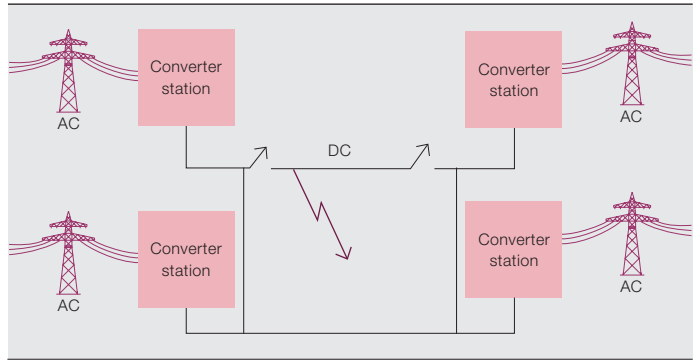 Converter
station
AC
Converter
station
AC
DC
Converter
station
AC
Converter
station
AC